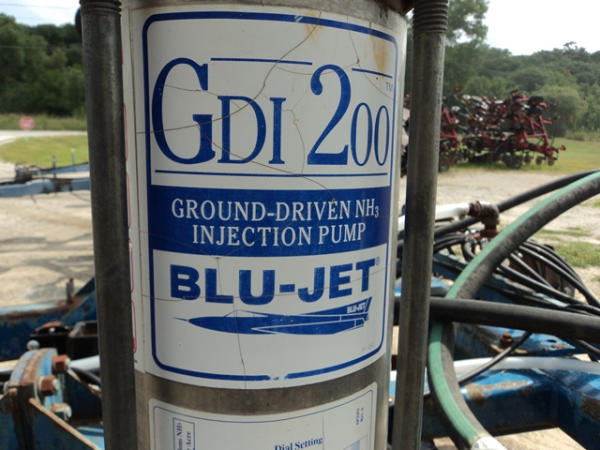 GDI 200
TM
GROUND-DRIVEN NH3
INJECTION PUMP
BLU-JET®
BLU-JET
Dial Setting